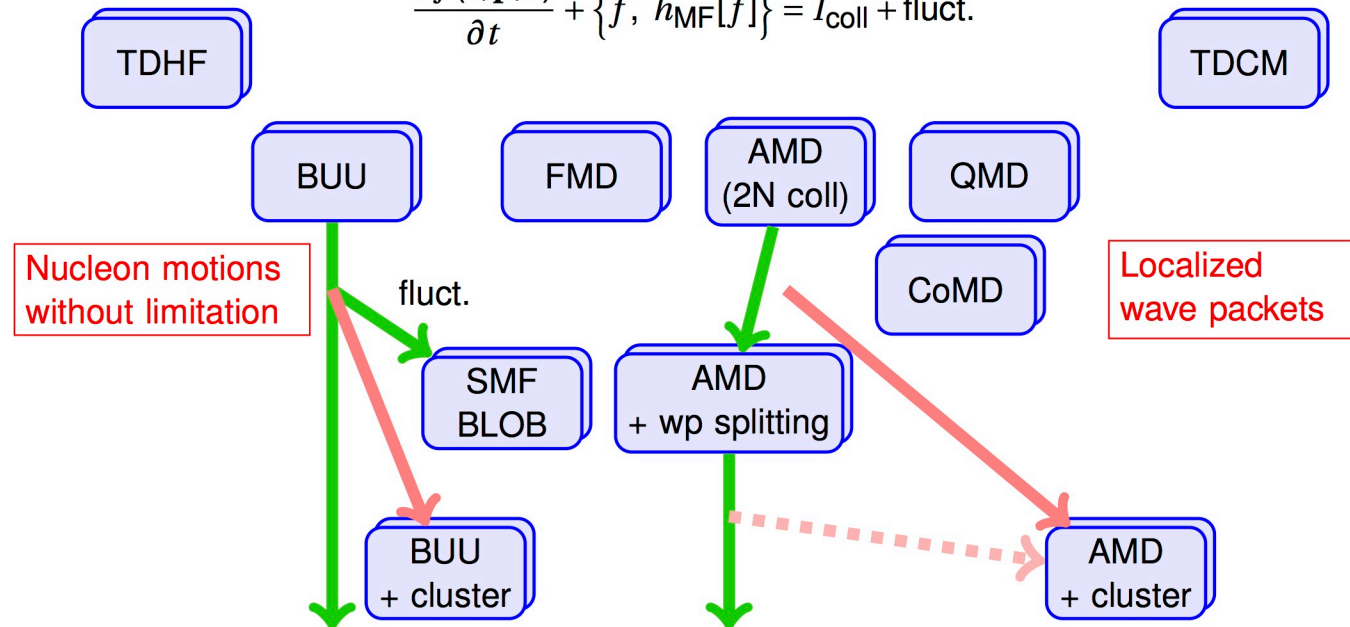 ∂t + {f, h_MF[f]} = I_coll + fluct.
TDHF
TDCM
BUU
FMD
AMD
(2N coll)
QMD
Nucleon motions
without limitation
fluct.
CoMD
Localized
wave packets
SMF
BLOB
AMD
+ wp splitting
BUU
+ cluster
AMD
+ cluster